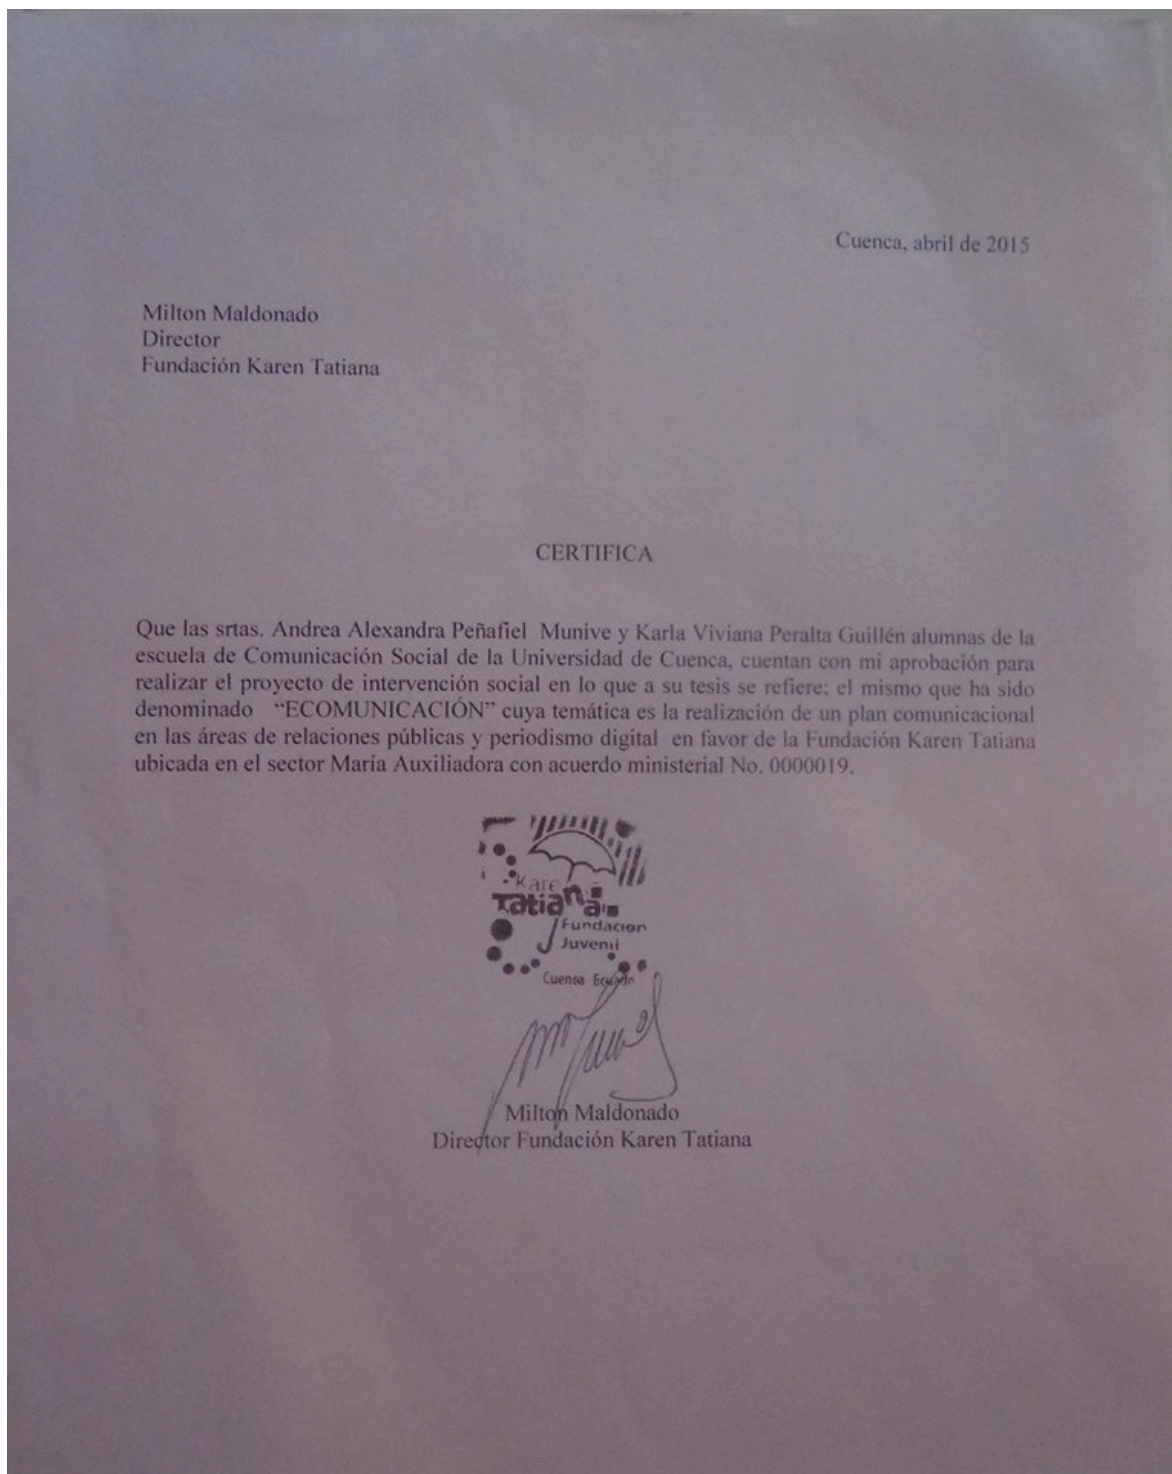 Cuenca, abril de 2015
Milton Maldonado
Director
Fundación Karen Tatiana
CERTIFICA
Que las srtas. Andrea Alexandra Peñafiel Munive y Karla Viviana Peralta Guillén alumnas de la
escuela de Comunicación Social de la Universidad de Cuenca, cuentan con mi aprobación para
realizar el proyecto de intervención social en lo que a su tesis se refiere; el mismo que ha sido
denominado “ECOMUNICACIÓN” cuya temática es la realización de un plan comunicacional
en las áreas de relaciones públicas y periodismo digital en favor de la Fundación Karen Tatiana
ubicada en el sector María Auxiliadora con acuerdo ministerial No. 0000019.
Kare
Tatiana
Fundacion
Juvenil
Cuenca Ecuado
Milton Maldonado
Director Fundación Karen Tatiana